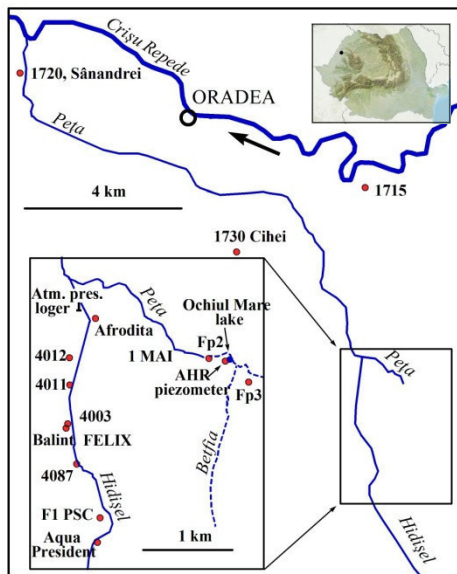 Crişu Repede
1720, Sânandrei
ORADEA
Peţa
4 km
1715
1730 Cihei
Peţa
Atm. pres.
loger
Ochiul Mare
lake
Afrodita
Fp2
4012
1 MAI
AHR
piezometer
4011
Fp3
4003
Balint
FELIX
Betfia
4087
Hidişel
F1 PSC
Aqua
President
1 km
Peţa
Hidişel